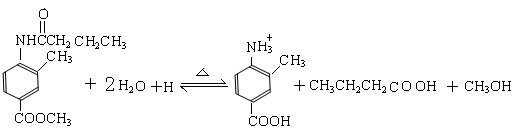 O
NHCCH₂CH₂CH₃
CH₃
COOCH₃
+ 2H₂O + H ⇌ △
NH₃⁺
CH₃
COOH
+ CH₃CH₂CH₂COOH + CH₃OH